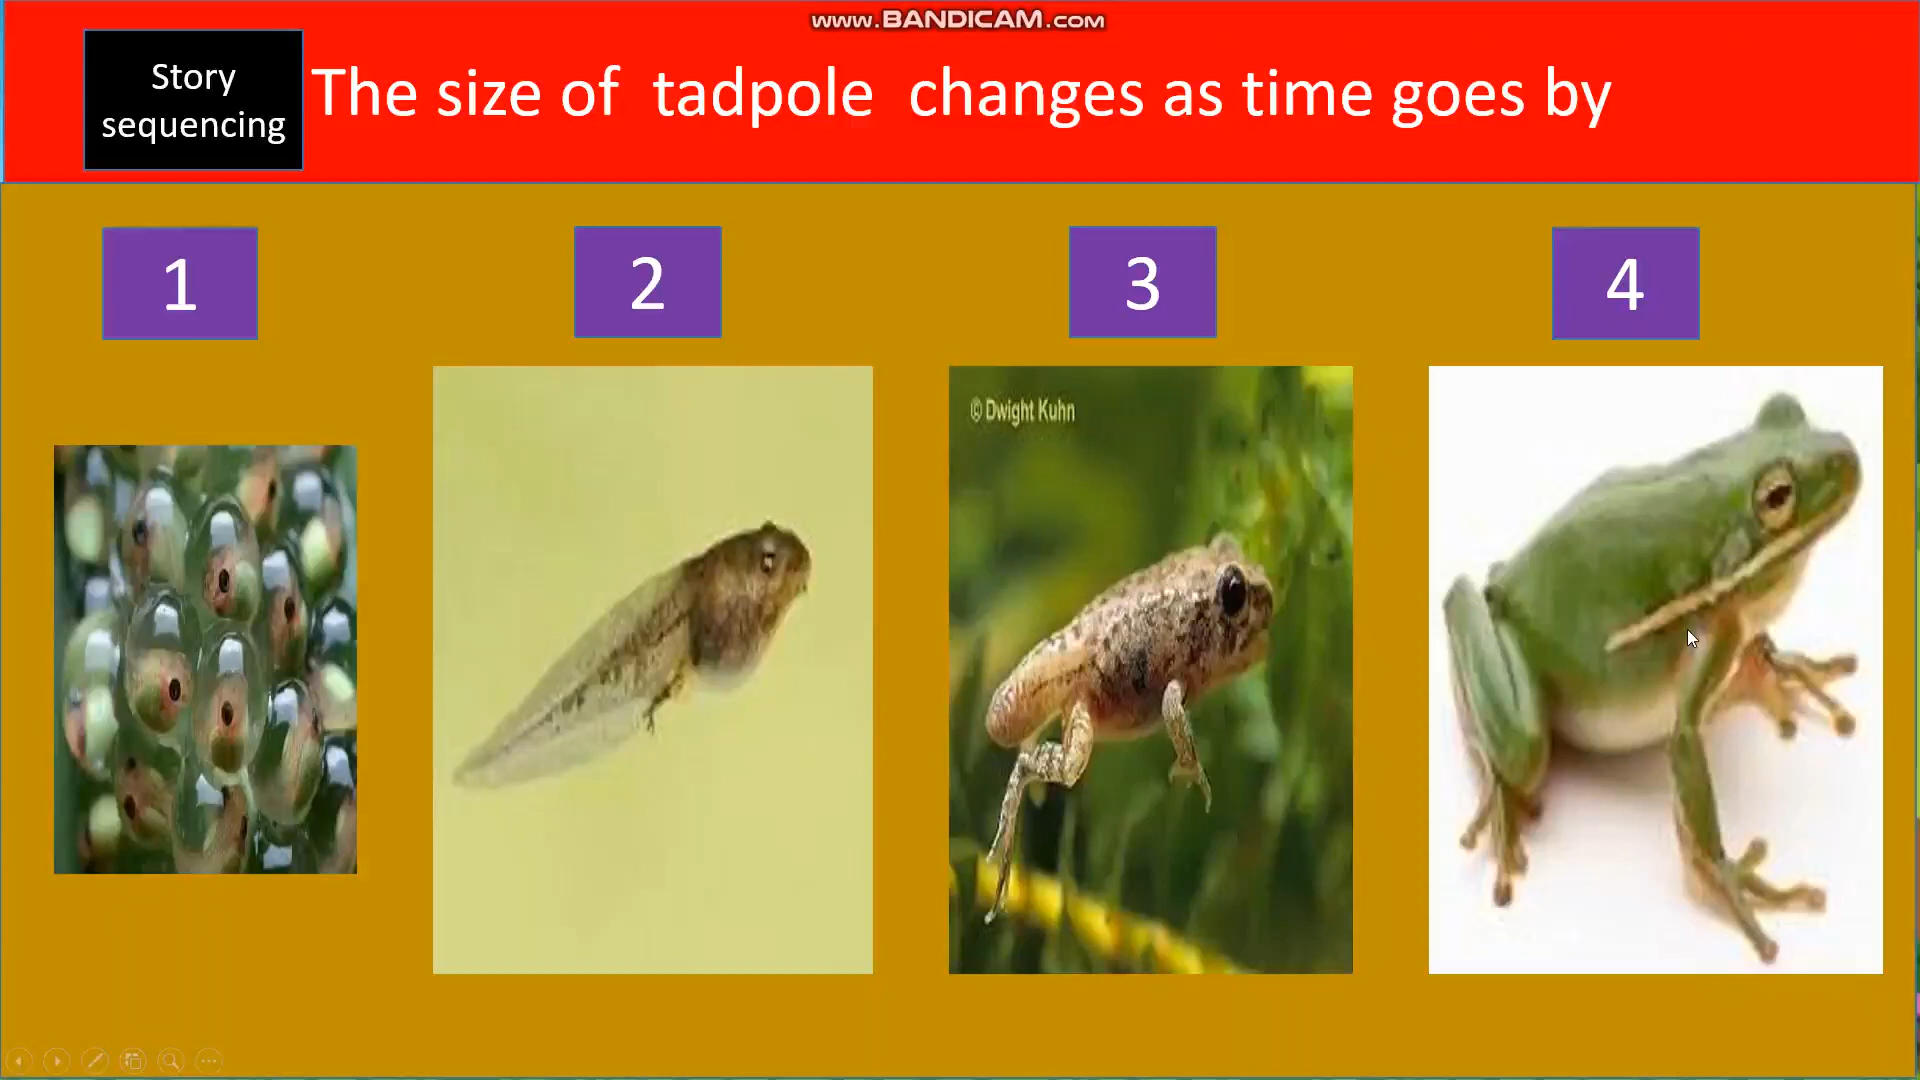 www.BANDICAM.com
Story
sequencing
The size of tadpole changes as time goes by
1
2
3
4
© Dwight Kuhn